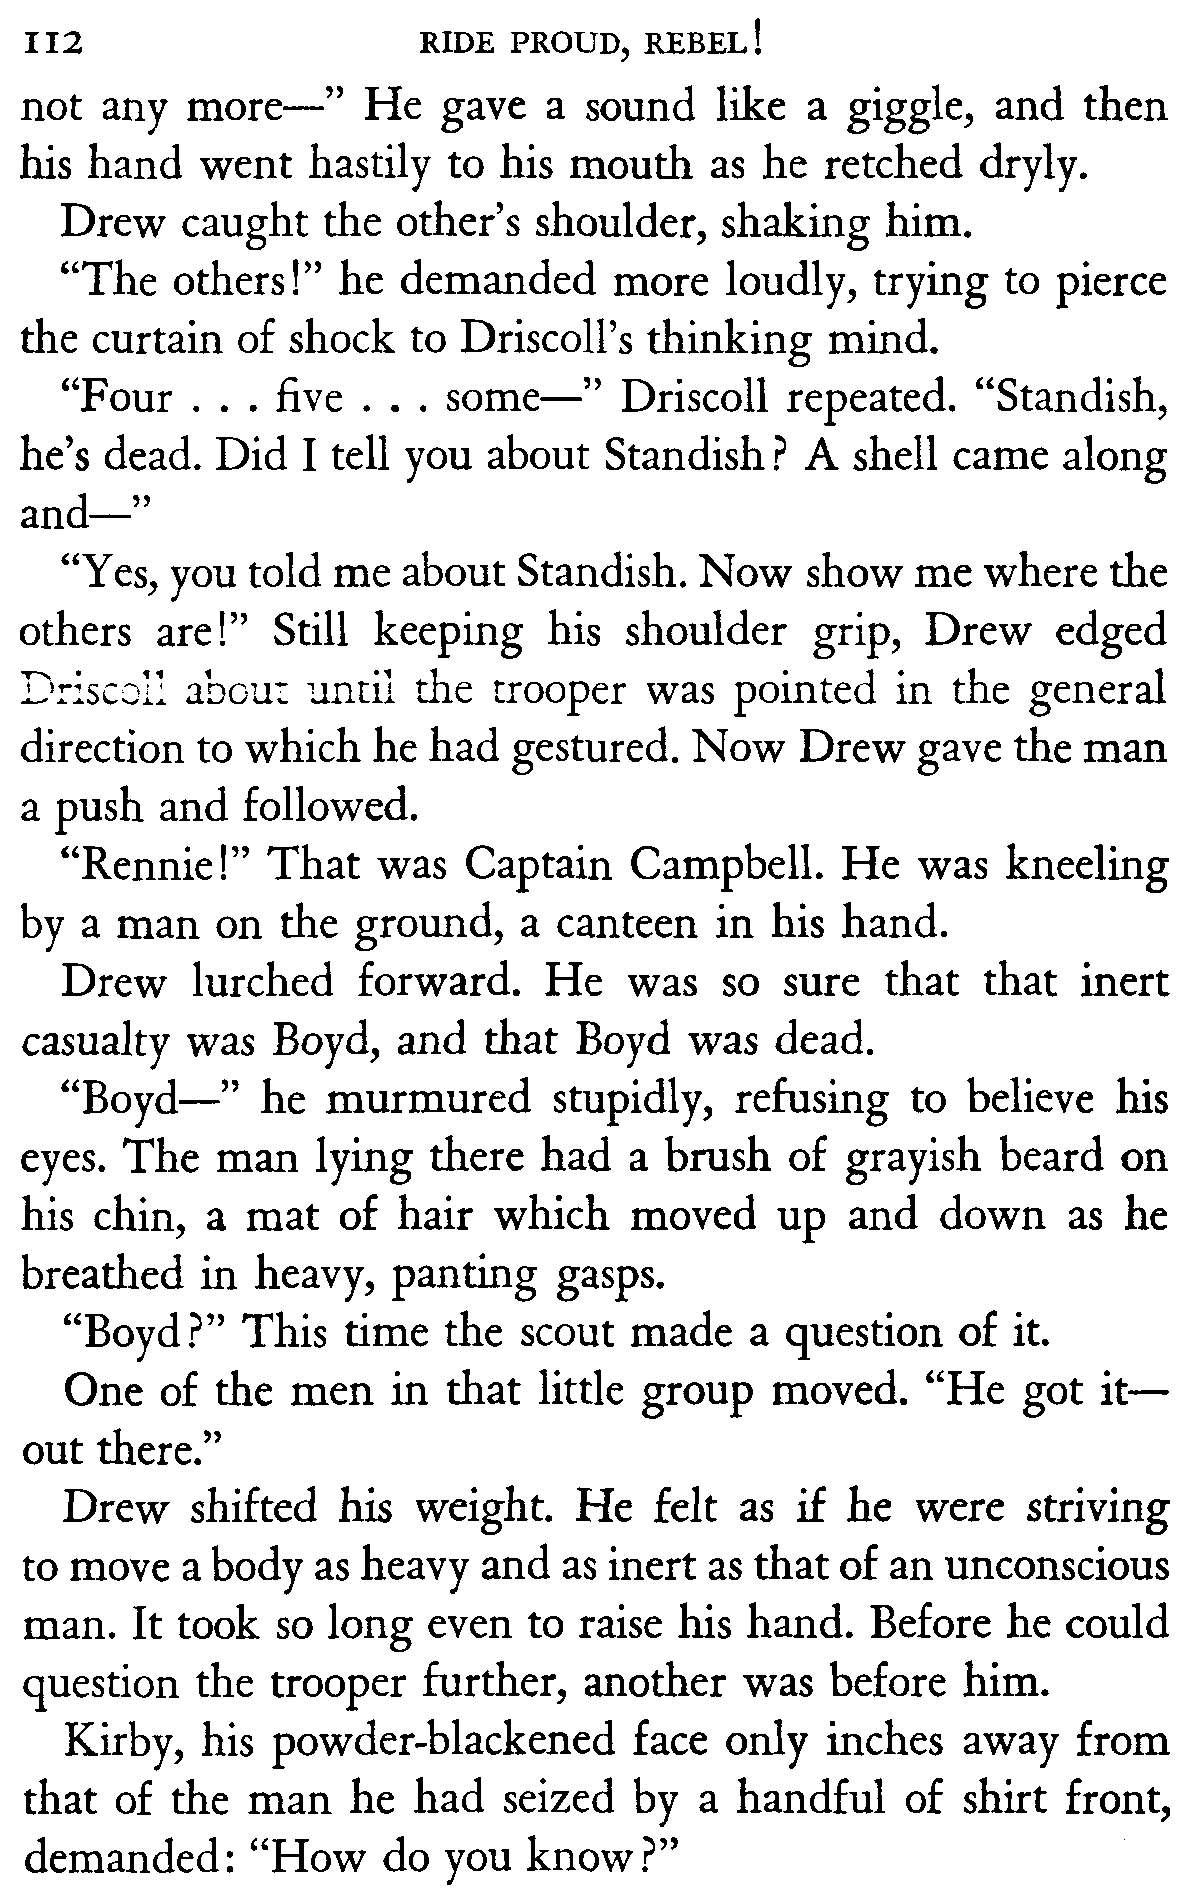 112 RIDE PROUD, REBEL!
not any more—” He gave a sound like a giggle, and then
his hand went hastily to his mouth as he retched dryly.
Drew caught the other’s shoulder, shaking him.
“The others!” he demanded more loudly, trying to pierce
the curtain of shock to Driscoll’s thinking mind.
“Four . . . five . . . some—” Driscoll repeated. “Standish,
he’s dead. Did I tell you about Standish? A shell came along
and—”
“Yes, you told me about Standish. Now show me where the
others are!” Still keeping his shoulder grip, Drew edged
Driscoll about until the trooper was pointed in the general
direction to which he had gestured. Now Drew gave the man
a push and followed.
“Rennie!” That was Captain Campbell. He was kneeling
by a man on the ground, a canteen in his hand.
Drew lurched forward. He was so sure that that inert
casualty was Boyd, and that Boyd was dead.
“Boyd—” he murmured stupidly, refusing to believe his
eyes. The man lying there had a brush of grayish beard on
his chin, a mat of hair which moved up and down as he
breathed in heavy, panting gasps.
“Boyd?” This time the scout made a question of it.
One of the men in that little group moved. “He got it—
out there.”
Drew shifted his weight. He felt as if he were striving
to move a body as heavy and as inert as that of an unconscious
man. It took so long even to raise his hand. Before he could
question the trooper further, another was before him.
Kirby, his powder-blackened face only inches away from
that of the man he had seized by a handful of shirt front,
demanded: “How do you know?”